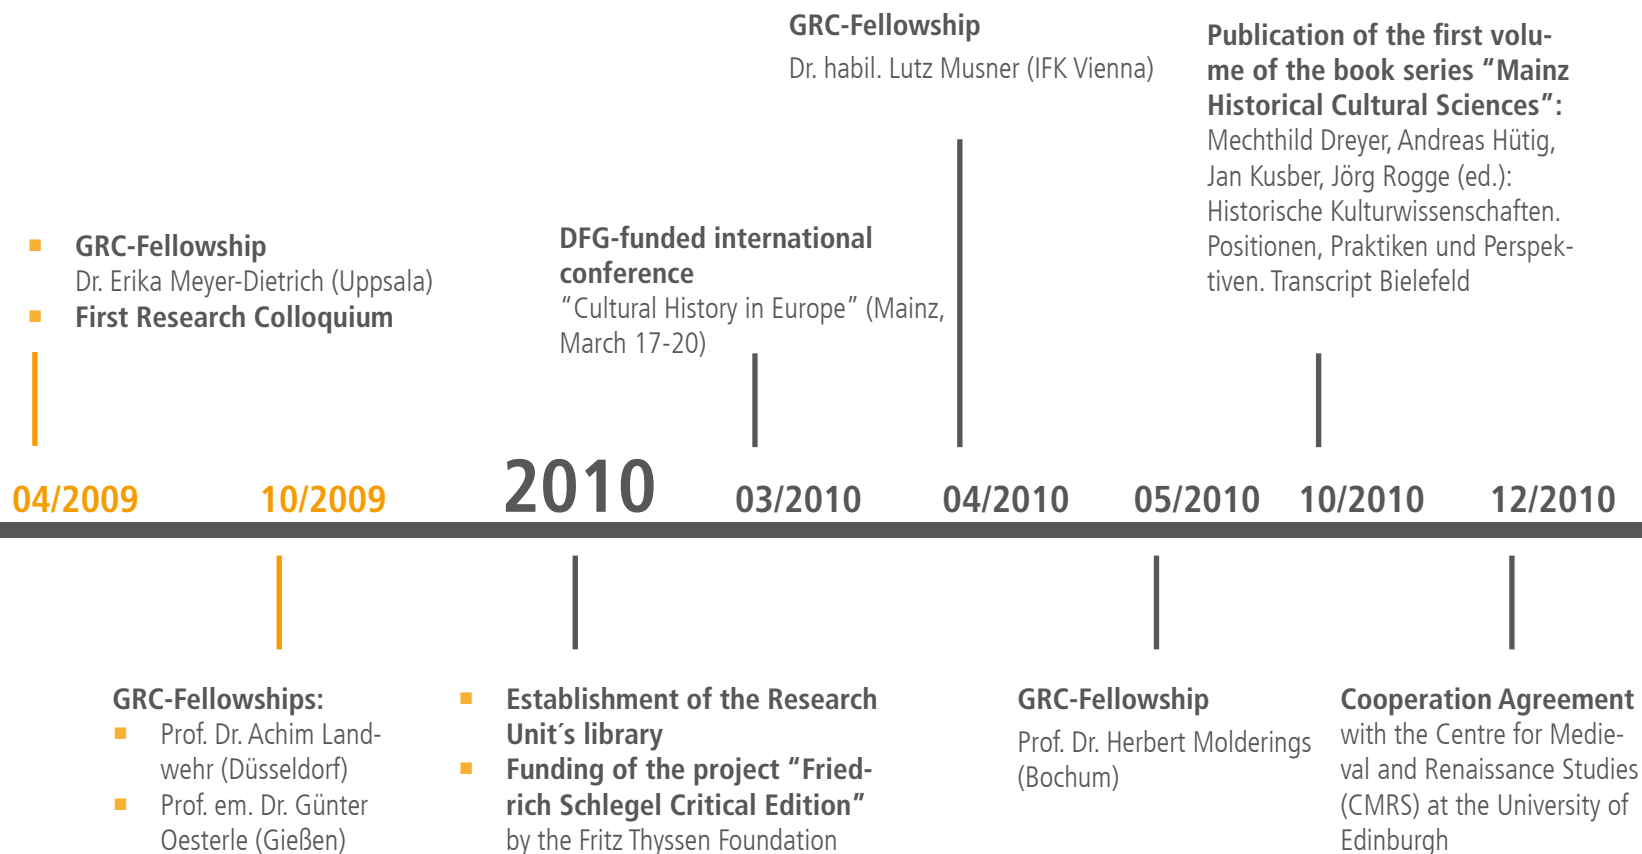 GRC-Fellowship
Dr. habil. Lutz Musner (IFK Vienna)
Publication of the first volu-
me of the book series “Mainz
Historical Cultural Sciences”:
Mechthild Dreyer, Andreas Hütig,
Jan Kusber, Jörg Rogge (ed.):
Historische Kulturwissenschaften.
Positionen, Praktiken und Perspek-
tiven. Transcript Bielefeld
GRC-Fellowship
Dr. Erika Meyer-Dietrich (Uppsala)
First Research Colloquium
DFG-funded international
conference
“Cultural History in Europe” (Mainz,
March 17-20)
04/2009 10/2009 2010 03/2010 04/2010 05/2010 10/2010 12/2010
GRC-Fellowships:
Prof. Dr. Achim Land-
wehr (Düsseldorf)
Prof. em. Dr. Günter
Oesterle (Gießen)
Establishment of the Research
Unit´s library
Funding of the project “Fried-
rich Schlegel Critical Edition”
by the Fritz Thyssen Foundation
GRC-Fellowship
Prof. Dr. Herbert Molderings
(Bochum)
Cooperation Agreement
with the Centre for Medie-
val and Renaissance Studies
(CMRS) at the University of
Edinburgh